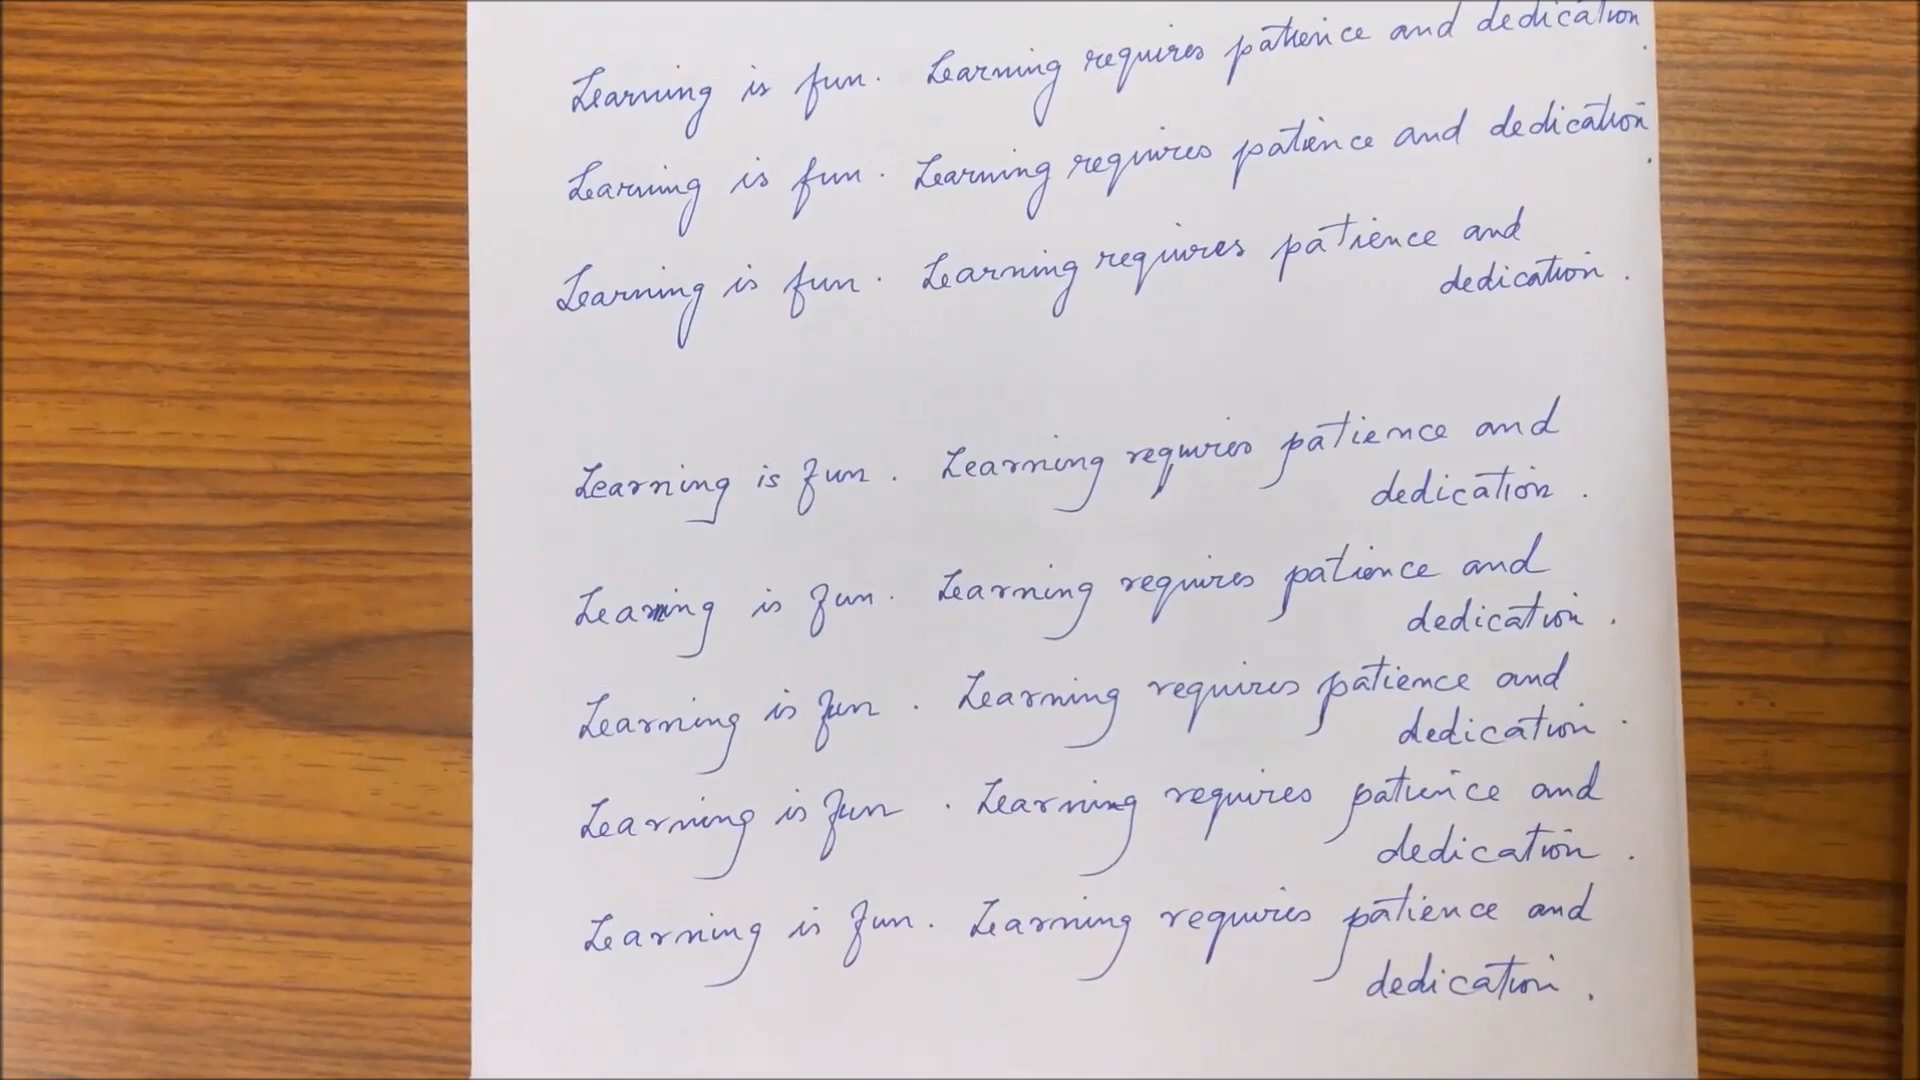 Learning is fun. Learning requires patience and dedication.
Learning is fun. Learning requires patience and dedication.
Learning is fun. Learning requires patience and
dedication.
Learning is fun. Learning requires patience and
dedication.
Learning is fun. Learning requires patience and
dedication.
Learning is fun. Learning requires patience and
dedication.
Learning is fun. Learning requires patience and
dedication.
Learning is fun. Learning requires patience and
dedication.